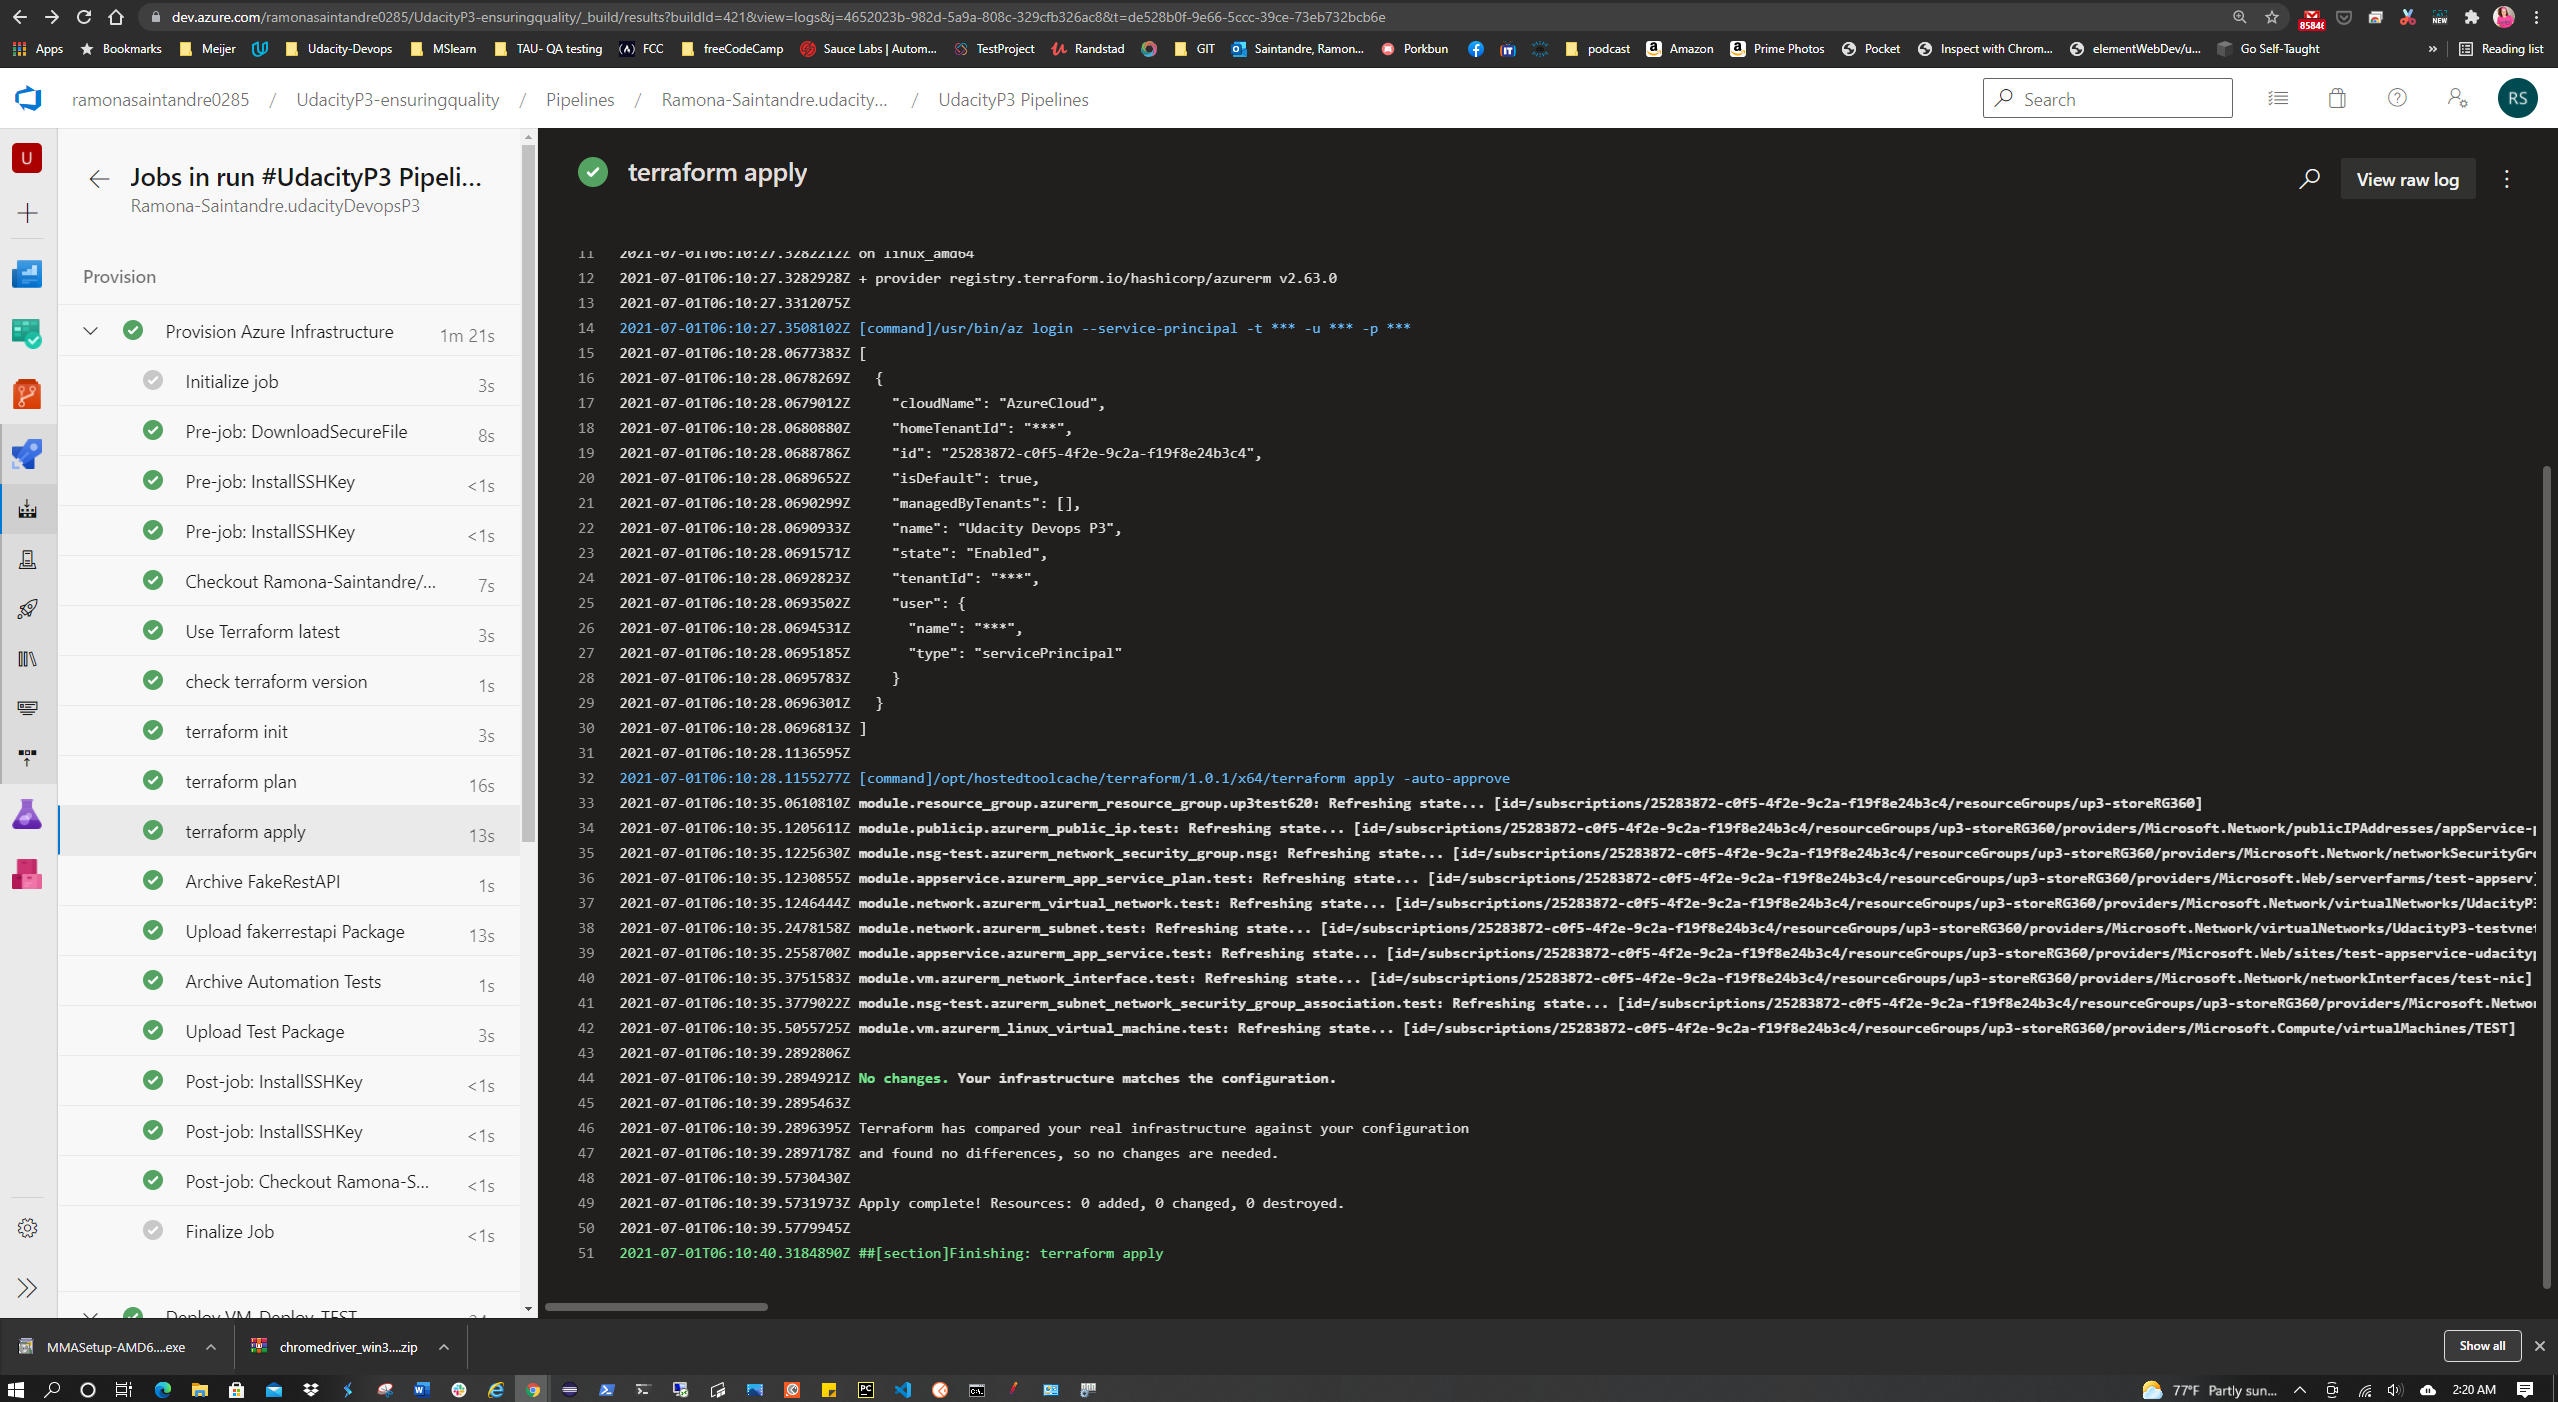 dev.azure.com/ramonasaintandre0285/UdacityP3-ensuringquality/_build/results?buildId=421&view=logs&j=4652023b-982d-5a9a-808c-329cfb326ac8&t=de528b0f-9e66-5ccc-39ce-73eb732bcb6e
Apps Bookmarks Meijer Udacity-Devops MSlearn TAU- QA testing FCC freeCodeCamp Sauce Labs | Autom... TestProject Randstad GIT Saintandre, Ramon... Porkbun podcast Amazon Prime Photos Pocket Inspect with Chrom... elementWebDev/u... Go Self-Taught » Reading list
ramonasaintandre0285 / UdacityP3-ensuringquality / Pipelines / Ramona-Saintandre.udacity... / UdacityP3 Pipelines Search RS
U
Jobs in run #UdacityP3 Pipeli...
Ramona-Saintandre.udacityDevopsP3
Provision
Provision Azure Infrastructure 1m 21s
Initialize job 3s
Pre-job: DownloadSecureFile 8s
Pre-job: InstallSSHKey <1s
Pre-job: InstallSSHKey <1s
Checkout Ramona-Saintandre/... 7s
Use Terraform latest 3s
check terraform version 1s
terraform init 3s
terraform plan 16s
terraform apply 13s
Archive FakeRestAPI 1s
Upload fakerrestapi Package 13s
Archive Automation Tests 1s
Upload Test Package 3s
Post-job: InstallSSHKey <1s
Post-job: InstallSSHKey <1s
Post-job: Checkout Ramona-S... <1s
Finalize Job <1s
Deploy VM-Deploy-TEST
terraform apply
View raw log
11 2021-07-01T06:10:27.3282212Z on linux_amd64
12 2021-07-01T06:10:27.3282928Z + provider registry.terraform.io/hashicorp/azurerm v2.63.0
13 2021-07-01T06:10:27.3312075Z
14 2021-07-01T06:10:27.3508102Z [command]/usr/bin/az login --service-principal -t *** -u *** -p ***
15 2021-07-01T06:10:28.0677383Z [
16 2021-07-01T06:10:28.0678269Z {
17 2021-07-01T06:10:28.0679012Z "cloudName": "AzureCloud",
18 2021-07-01T06:10:28.0680880Z "homeTenantId": "***",
19 2021-07-01T06:10:28.0688786Z "id": "25283872-c0f5-4f2e-9c2a-f19f8e24b3c4",
20 2021-07-01T06:10:28.0689652Z "isDefault": true,
21 2021-07-01T06:10:28.0690299Z "managedByTenants": [],
22 2021-07-01T06:10:28.0690933Z "name": "Udacity Devops P3",
23 2021-07-01T06:10:28.0691571Z "state": "Enabled",
24 2021-07-01T06:10:28.0692823Z "tenantId": "***",
25 2021-07-01T06:10:28.0693502Z "user": {
26 2021-07-01T06:10:28.0694531Z "name": "***",
27 2021-07-01T06:10:28.0695185Z "type": "servicePrincipal"
28 2021-07-01T06:10:28.0695783Z }
29 2021-07-01T06:10:28.0696301Z }
30 2021-07-01T06:10:28.0696813Z ]
31 2021-07-01T06:10:28.1136595Z
32 2021-07-01T06:10:28.1155277Z [command]/opt/hostedtoolcache/terraform/1.0.1/x64/terraform apply -auto-approve
33 2021-07-01T06:10:35.0610810Z module.resource_group.azurerm_resource_group.up3test620: Refreshing state... [id=/subscriptions/25283872-c0f5-4f2e-9c2a-f19f8e24b3c4/resourceGroups/up3-storeRG360]
34 2021-07-01T06:10:35.1205611Z module.publicip.azurerm_public_ip.test: Refreshing state... [id=/subscriptions/25283872-c0f5-4f2e-9c2a-f19f8e24b3c4/resourceGroups/up3-storeRG360/providers/Microsoft.Network/publicIPAddresses/appService-p
35 2021-07-01T06:10:35.1225630Z module.nsg-test.azurerm_network_security_group.nsg: Refreshing state... [id=/subscriptions/25283872-c0f5-4f2e-9c2a-f19f8e24b3c4/resourceGroups/up3-storeRG360/providers/Microsoft.Network/networkSecurityGro
36 2021-07-01T06:10:35.1230855Z module.appservice.azurerm_app_service_plan.test: Refreshing state... [id=/subscriptions/25283872-c0f5-4f2e-9c2a-f19f8e24b3c4/resourceGroups/up3-storeRG360/providers/Microsoft.Web/serverfarms/test-appserv
37 2021-07-01T06:10:35.1246444Z module.network.azurerm_virtual_network.test: Refreshing state... [id=/subscriptions/25283872-c0f5-4f2e-9c2a-f19f8e24b3c4/resourceGroups/up3-storeRG360/providers/Microsoft.Network/virtualNetworks/UdacityP3
38 2021-07-01T06:10:35.2478158Z module.network.azurerm_subnet.test: Refreshing state... [id=/subscriptions/25283872-c0f5-4f2e-9c2a-f19f8e24b3c4/resourceGroups/up3-storeRG360/providers/Microsoft.Network/virtualNetworks/UdacityP3-testvnet
39 2021-07-01T06:10:35.2558700Z module.appservice.azurerm_app_service.test: Refreshing state... [id=/subscriptions/25283872-c0f5-4f2e-9c2a-f19f8e24b3c4/resourceGroups/up3-storeRG360/providers/Microsoft.Web/sites/test-appservice-udacityp
40 2021-07-01T06:10:35.3751583Z module.vm.azurerm_network_interface.test: Refreshing state... [id=/subscriptions/25283872-c0f5-4f2e-9c2a-f19f8e24b3c4/resourceGroups/up3-storeRG360/providers/Microsoft.Network/networkInterfaces/test-nic]
41 2021-07-01T06:10:35.3779022Z module.nsg-test.azurerm_subnet_network_security_group_association.test: Refreshing state... [id=/subscriptions/25283872-c0f5-4f2e-9c2a-f19f8e24b3c4/resourceGroups/up3-storeRG360/providers/Microsoft.Networ
42 2021-07-01T06:10:35.5055725Z module.vm.azurerm_linux_virtual_machine.test: Refreshing state... [id=/subscriptions/25283872-c0f5-4f2e-9c2a-f19f8e24b3c4/resourceGroups/up3-storeRG360/providers/Microsoft.Compute/virtualMachines/TEST]
43 2021-07-01T06:10:39.2892806Z
44 2021-07-01T06:10:39.2894921Z No changes. Your infrastructure matches the configuration.
45 2021-07-01T06:10:39.2895463Z
46 2021-07-01T06:10:39.2896395Z Terraform has compared your real infrastructure against your configuration
47 2021-07-01T06:10:39.2897178Z and found no differences, so no changes are needed.
48 2021-07-01T06:10:39.5730430Z
49 2021-07-01T06:10:39.5731973Z Apply complete! Resources: 0 added, 0 changed, 0 destroyed.
50 2021-07-01T06:10:39.5779945Z
51 2021-07-01T06:10:40.3184890Z ##[section]Finishing: terraform apply
MMASetup-AMD6....exe chromedriver_win3....zip Show all
77°F Partly sun... 2:20 AM